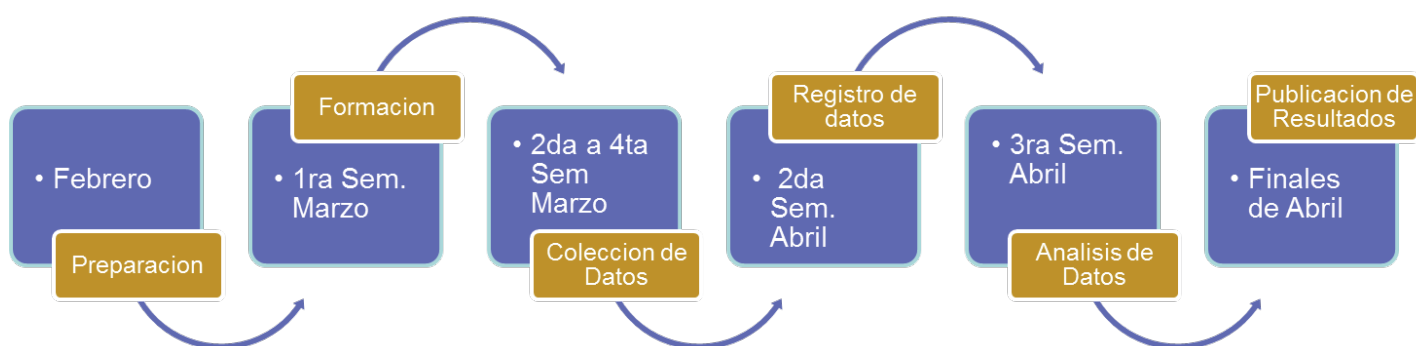 • Febrero
Preparacion
Formacion
• 1ra Sem.
Marzo
• 2da a 4ta
Sem
Marzo
Coleccion de
Datos
Registro de
datos
• 2da
Sem.
Abril
• 3ra Sem.
Abril
Analisis de
Datos
Publicacion de
Resultados
• Finales
de Abril